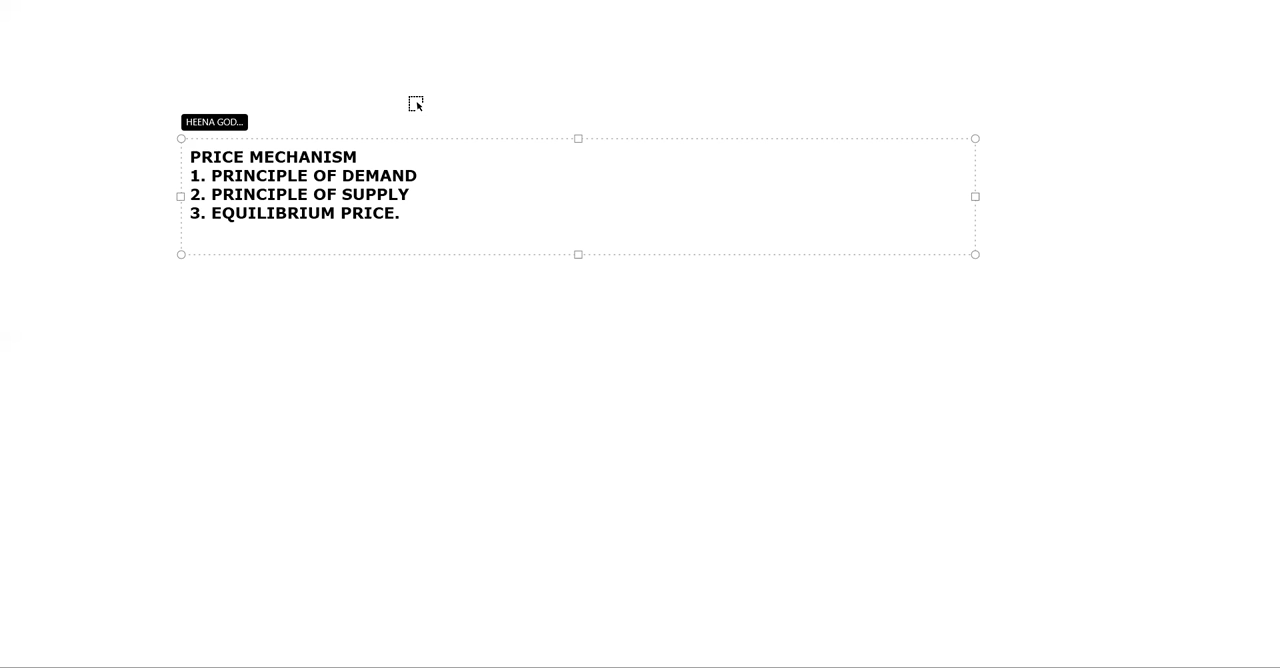 HEENA GOD...
PRICE MECHANISM
1. PRINCIPLE OF DEMAND
2. PRINCIPLE OF SUPPLY
3. EQUILIBRIUM PRICE.